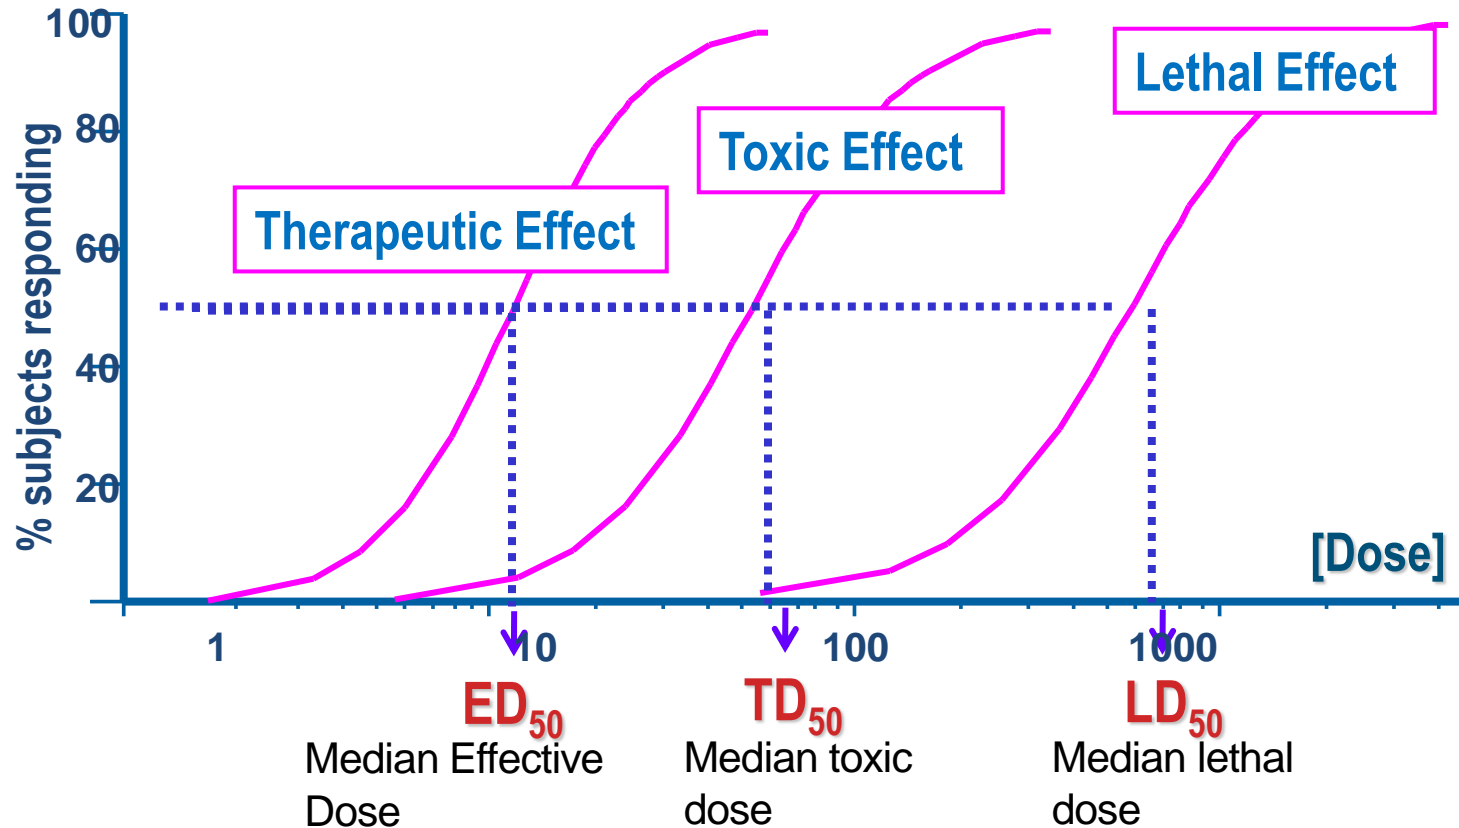 100
Lethal Effect
80
Toxic Effect
Therapeutic Effect
60
% subjects responding
40
20
[Dose]
1
10
100
1000
ED50
TD50
LD50
Median Effective
Dose
Median toxic
dose
Median lethal
dose